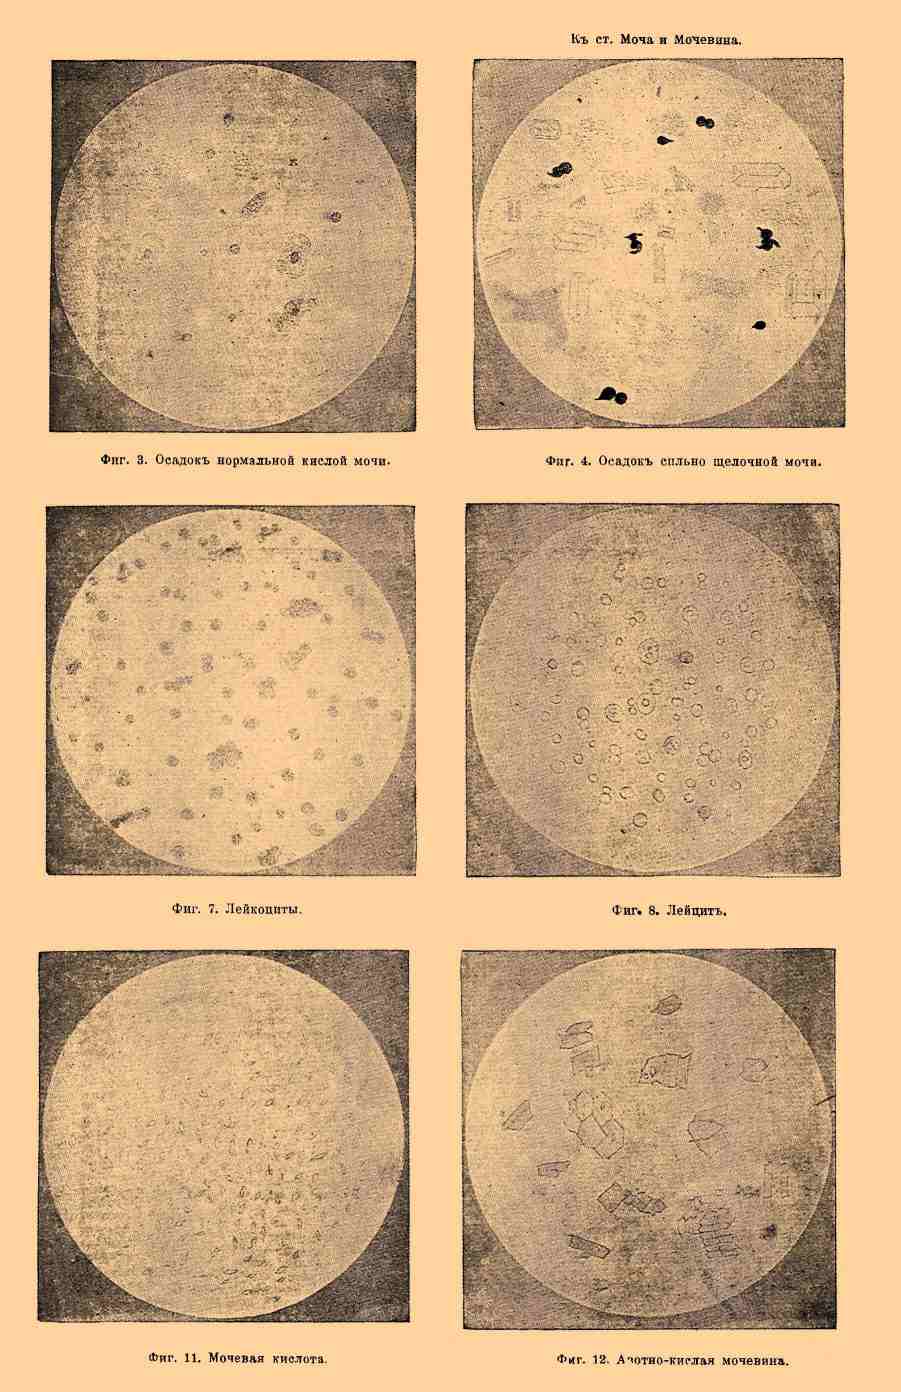 Къ ст. Моча и Мочевина.
Фиг. 3. Осадокъ нормальной кислой мочи.
Фиг. 4. Осадокъ сильно щелочной мочи.
Фиг. 7. Лейкоциты.
Фиг. 8. Лейцитъ.
Фиг. 11. Мочевая кислота.
Фиг. 12. Азотно-кислая мочевина.